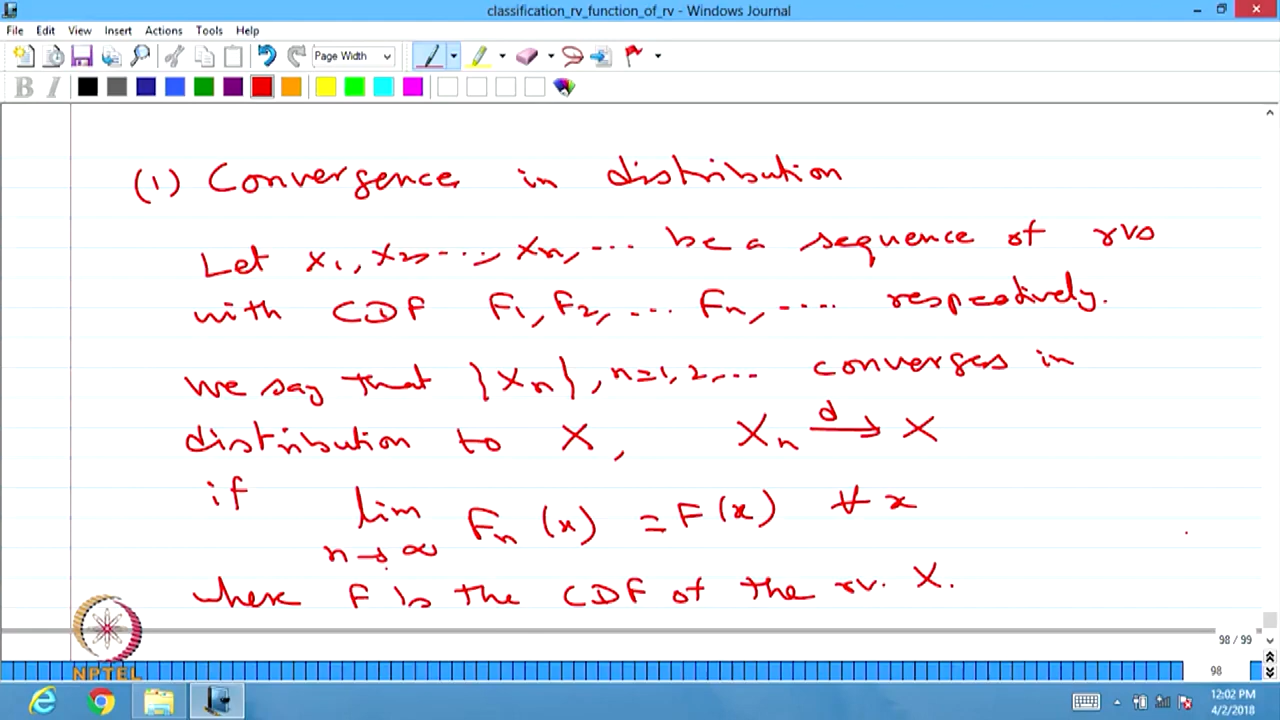 classification_rv_function_of_rv - Windows Journal
File Edit View Insert Actions Tools Help
Page Width
B I
(1) Convergence in distribution
Let X1, X2, ..., Xn, ... be a sequence of rvs
with CDF F1, F2, ... Fn, .... respectively.
We say that {Xn}, n=1,2,... converges in
distribution to X, Xn d→ X
if lim n→∞ Fn(x) = F(x) ∀ x
where F is the CDF of the rv. X.
NPTEL
98 / 99
98
12:02 PM
4/2/2018